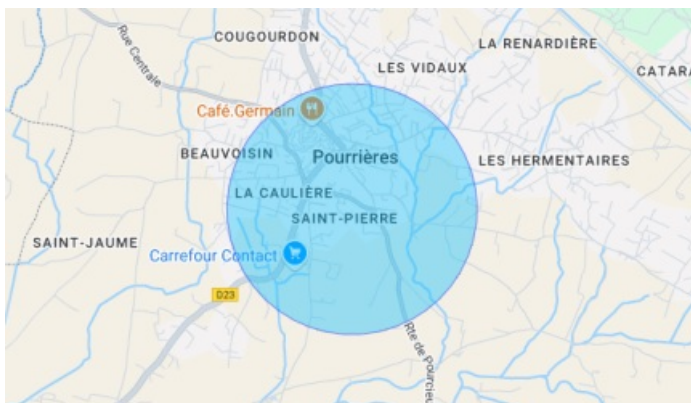 COUGOURDON
LA RENARDIÈRE
Rue Centrale
LES VIDAUX
CATARA
Café.Germain
BEAUVOISIN
Pourrières
LES HERMENTAIRES
LA CAULIÈRE
SAINT-PIERRE
SAINT-JAUME
Carrefour Contact
D23
Rte de Pourcieu